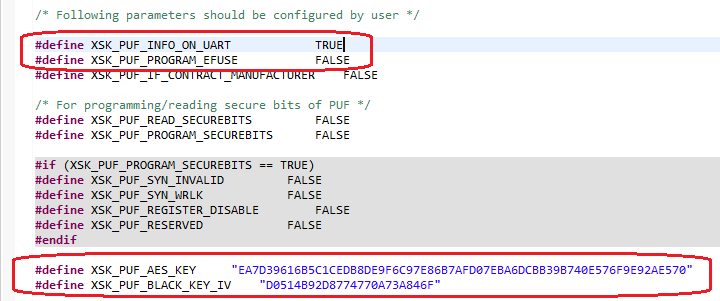 /* Following parameters should be configured by user */
#define XSK_PUF_INFO_ON_UART TRUE
#define XSK_PUF_PROGRAM_EFUSE FALSE
#define XSK_PUF_IF_CONTRACT_MANUFACTURER FALSE
/* For programming/reading secure bits of PUF */
#define XSK_PUF_READ_SECUREBITS FALSE
#define XSK_PUF_PROGRAM_SECUREBITS FALSE
#if (XSK_PUF_PROGRAM_SECUREBITS == TRUE)
#define XSK_PUF_SYN_INVALID FALSE
#define XSK_PUF_SYN_WRLK FALSE
#define XSK_PUF_REGISTER_DISABLE FALSE
#define XSK_PUF_RESERVED FALSE
#endif
#define XSK_PUF_AES_KEY "EA7D39616B5C1CEDB8DE9F6C97E86B7AFD07EBA6DCBB39B740E576F9E92AE570"
#define XSK_PUF_BLACK_KEY_IV "D0514B92D8774770A73A846F"